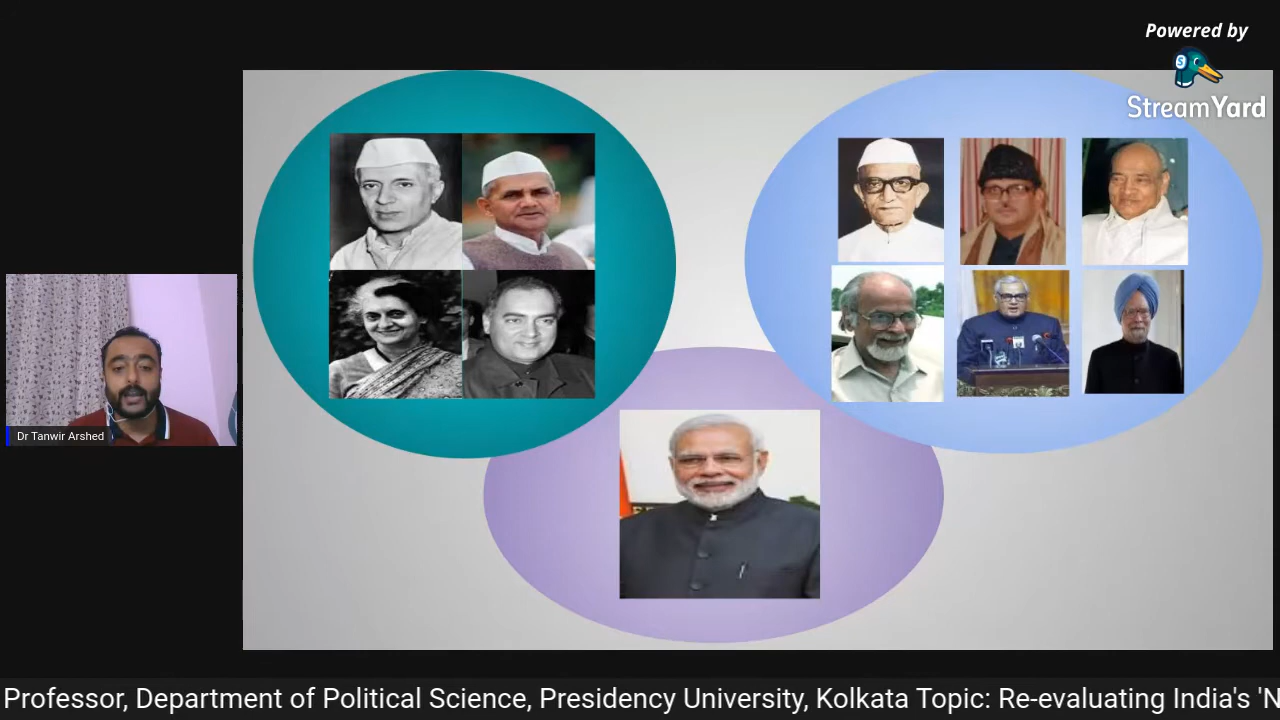 Powered by
StreamYard
Dr Tanwir Arshed
Professor, Department of Political Science, Presidency University, Kolkata Topic: Re-evaluating India's 'N